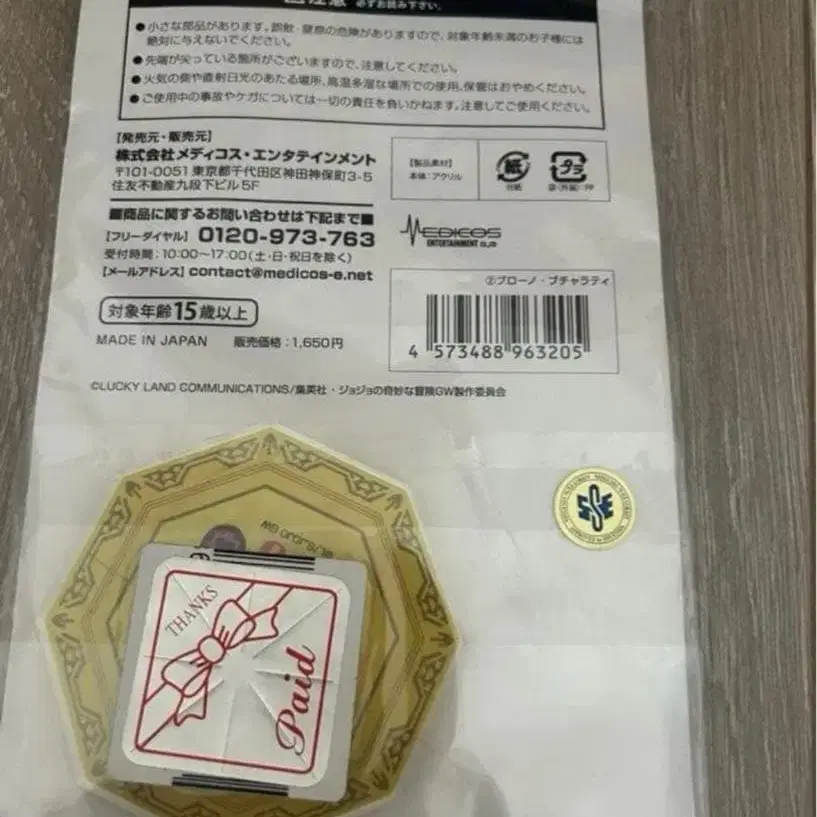 注意 必ずお読み下さい。
●小さな部品があります。誤飲・窒息の危険がありますので、対象年齢未満のお子様には
絶対に与えないでください。
●先端が尖っている箇所がございますので、注意してください。
●火気の側や直射日光のあたる場所、高温多湿な場所での使用、保管はおやめください。
●ご使用中の事故やケガについては一切の責任を負いかねます。注意してご使用ください。
【発売元・販売元】
株式会社メディコス・エンタテインメント
〒101-0051 東京都千代田区神田神保町3-5
住友不動産九段下ビル5F
■商品に関するお問い合わせは下記まで■
【フリーダイヤル】 0120-973-763
受付時間：10:00～17:00(土・日・祝日を除く)
【メールアドレス】contact@medicos-e.net
対象年齢15歳以上
MADE IN JAPAN 販売価格：1,650円
【製品素材】
本体：アクリル
紙
台紙
プラ
袋(外装)：PP
MEDICOS
ENTERTAINMENT co.,ltd
②ブローノ・ブチャラティ
4 573488 963205
©LUCKY LAND COMMUNICATIONS/集英社・ジョジョの奇妙な冒険GW製作委員会
THANKS
Paid